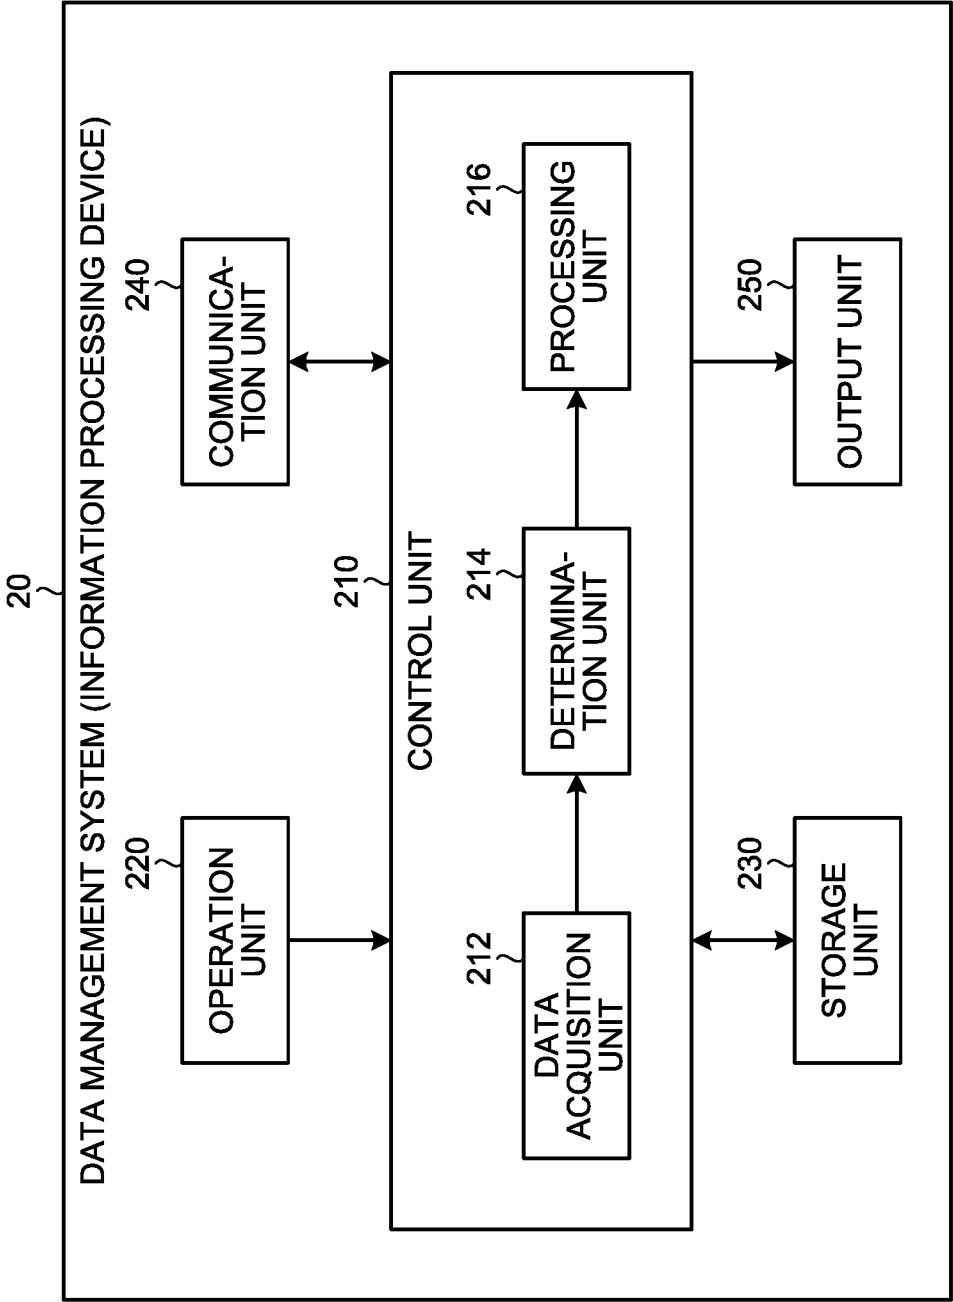 20
DATA MANAGEMENT SYSTEM (INFORMATION PROCESSING DEVICE)
220
OPERATION
UNIT
240
COMMUNICA-
TION UNIT
210
CONTROL UNIT
212
DATA
ACQUISITION
UNIT
214
DETERMINA-
TION UNIT
216
PROCESSING
UNIT
230
STORAGE
UNIT
250
OUTPUT UNIT